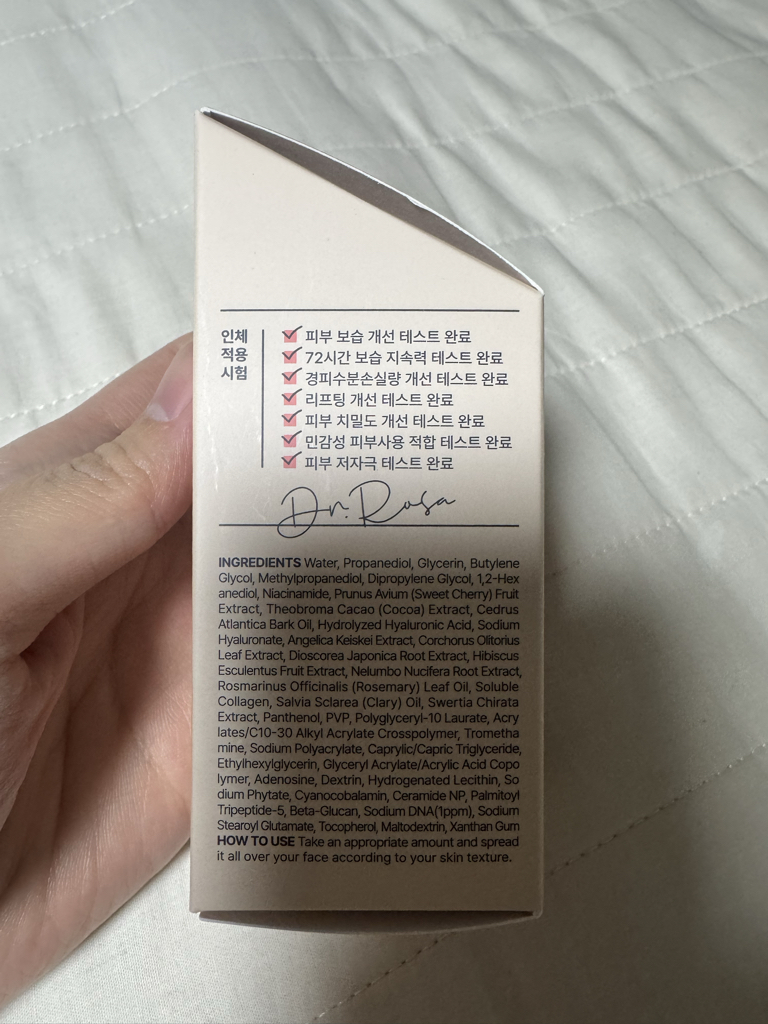 인체
적용
시험
피부 보습 개선 테스트 완료
72시간 보습 지속력 테스트 완료
경피수분손실량 개선 테스트 완료
리프팅 개선 테스트 완료
피부 치밀도 개선 테스트 완료
민감성 피부사용 적합 테스트 완료
피부 저자극 테스트 완료
Dr.Rosa
INGREDIENTS Water, Propanediol, Glycerin, Butylene
Glycol, Methylpropanediol, Dipropylene Glycol, 1,2-Hex
anediol, Niacinamide, Prunus Avium (Sweet Cherry) Fruit
Extract, Theobroma Cacao (Cocoa) Extract, Cedrus
Atlantica Bark Oil, Hydrolyzed Hyaluronic Acid, Sodium
Hyaluronate, Angelica Keiskei Extract, Corchorus Olitorius
Leaf Extract, Dioscorea Japonica Root Extract, Hibiscus
Esculentus Fruit Extract, Nelumbo Nucifera Root Extract,
Rosmarinus Officinalis (Rosemary) Leaf Oil, Soluble
Collagen, Salvia Sclarea (Clary) Oil, Swertia Chirata
Extract, Panthenol, PVP, Polyglyceryl-10 Laurate, Acry
lates/C10-30 Alkyl Acrylate Crosspolymer, Trometha
mine, Sodium Polyacrylate, Caprylic/Capric Triglyceride,
Ethylhexylglycerin, Glyceryl Acrylate/Acrylic Acid Copo
lymer, Adenosine, Dextrin, Hydrogenated Lecithin, So
dium Phytate, Cyanocobalamin, Ceramide NP, Palmitoyl
Tripeptide-5, Beta-Glucan, Sodium DNA(1ppm), Sodium
Stearoyl Glutamate, Tocopherol, Maltodextrin, Xanthan Gum
HOW TO USE Take an appropriate amount and spread
it all over your face according to your skin texture.